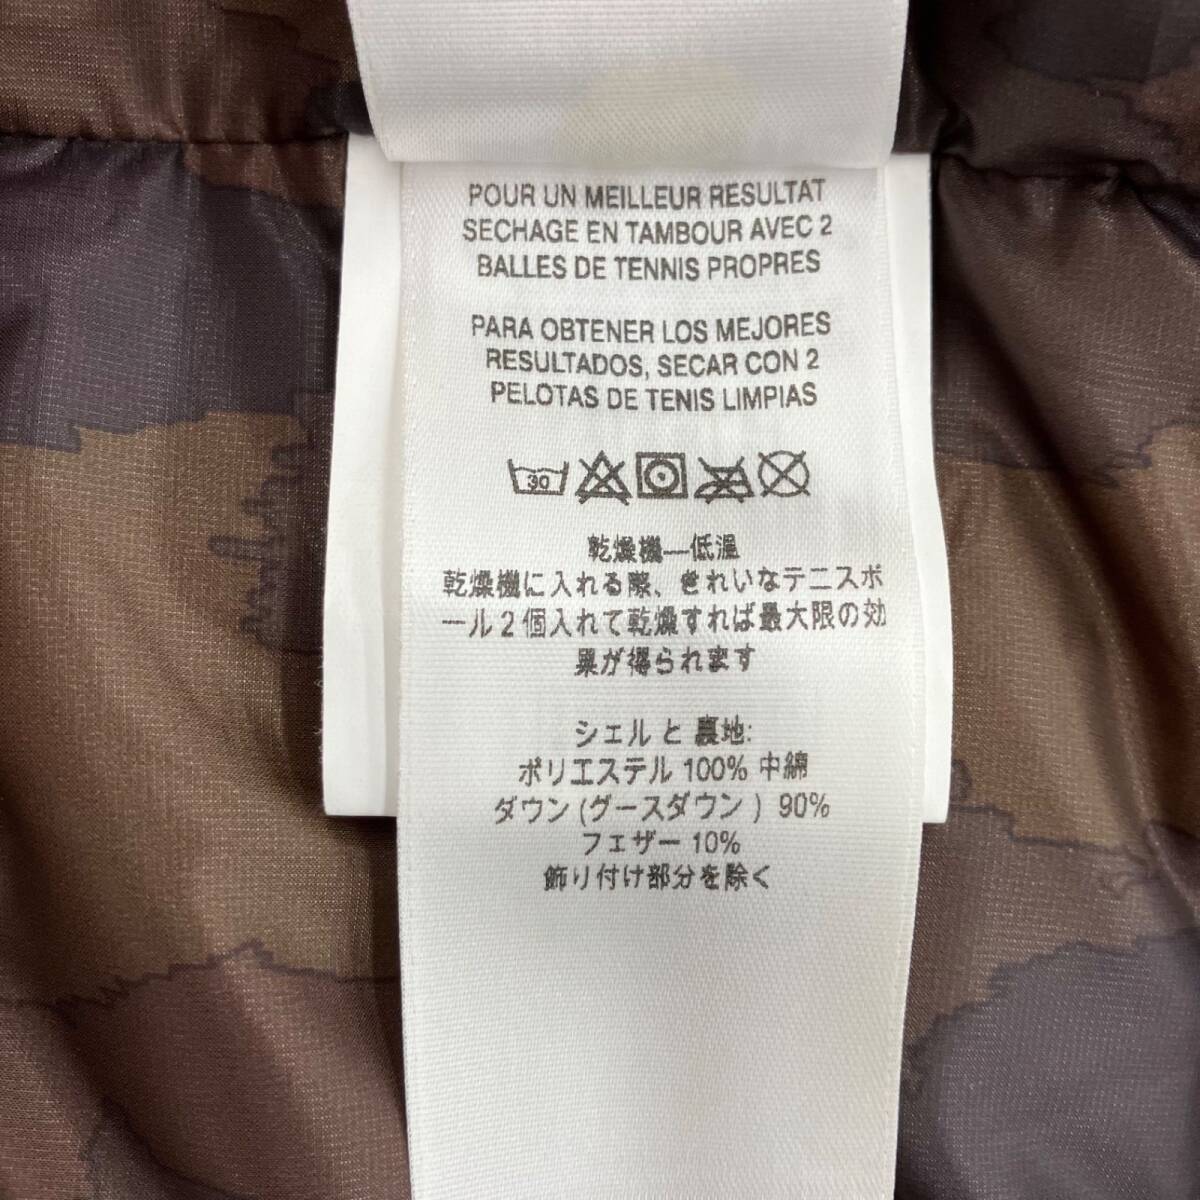 POUR UN MEILLEUR RESULTAT
SECHAGE EN TAMBOUR AVEC 2
BALLES DE TENNIS PROPRES
PARA OBTENER LOS MEJORES
RESULTADOS, SECAR CON 2
PELOTAS DE TENIS LIMPIAS
30
乾燥機—低温
乾燥機に入れる際、きれいなテニスボ
ール2個入れて乾燥すれば最大限の効
果が得られます
シェルと裏地:
ポリエステル 100% 中綿
ダウン (グースダウン) 90%
フェザー 10%
飾り付け部分を除く